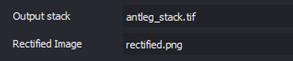 Output stack antleg_stack.tif
Rectified Image rectified.png